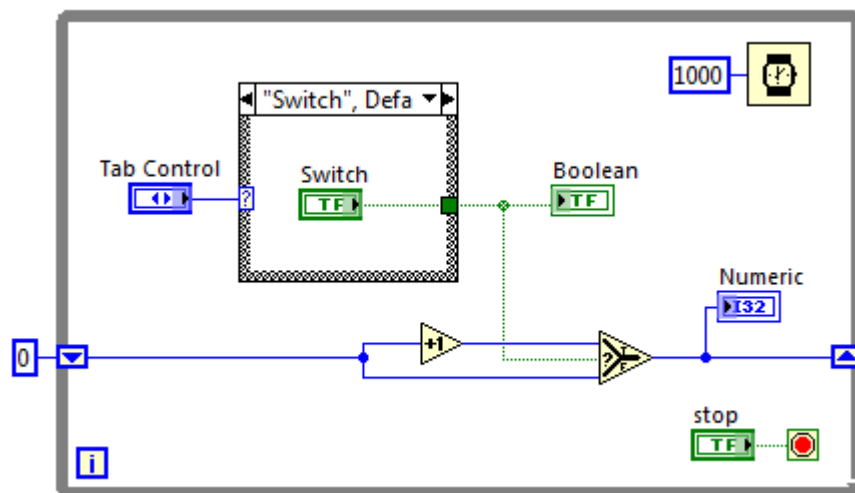 1000
"Switch", Defa
Tab Control
?
Switch
TF
Boolean
TF
Numeric
I32
0
+1
?
T
F
stop
TF
i